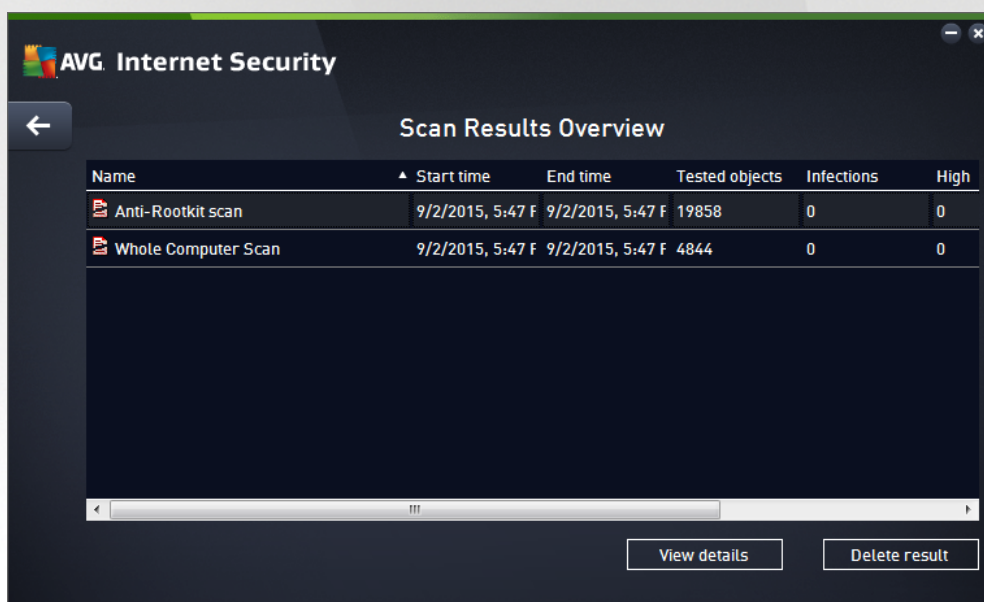 AVG. Internet Security
Scan Results Overview
Name Start time End time Tested objects Infections High
Anti-Rootkit scan 9/2/2015, 5:47 9/2/2015, 5:47 19858 0 0
Whole Computer Scan 9/2/2015, 5:47 9/2/2015, 5:47 4844 0 0
View details Delete result